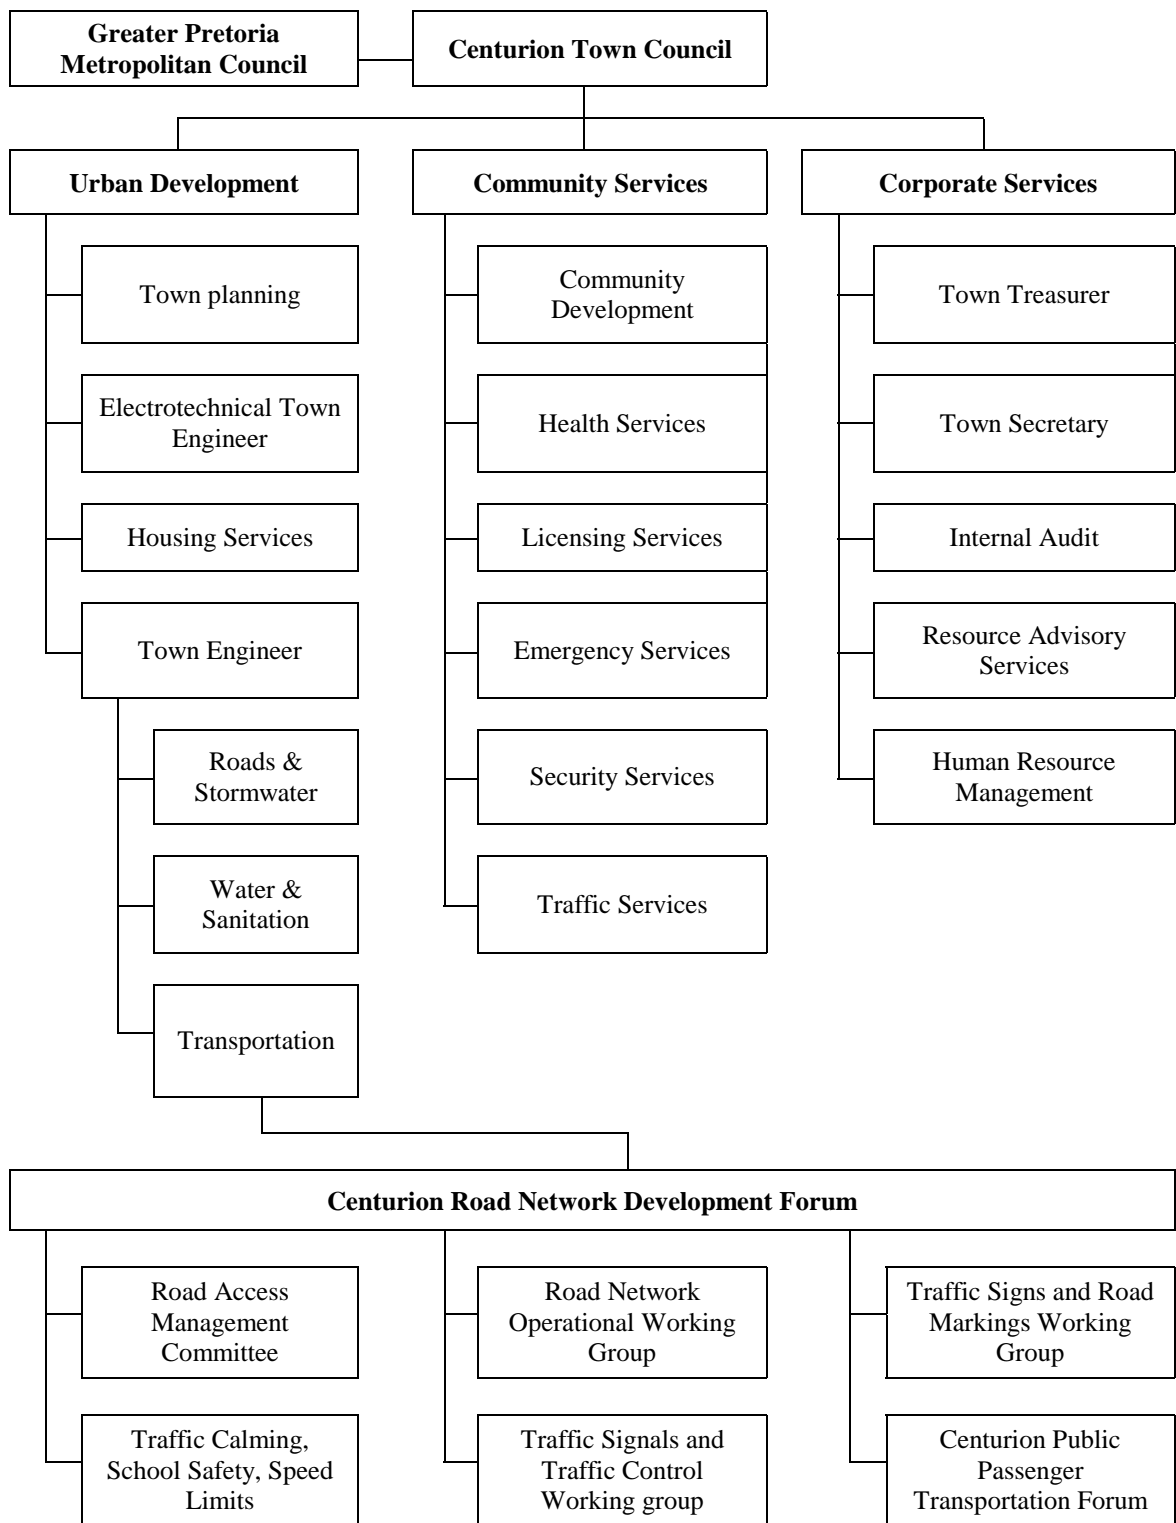 Greater Pretoria
Metropolitan Council
Centurion Town Council
Urban Development
Community Services
Corporate Services
Town planning
Electrotechnical Town
Engineer
Housing Services
Town Engineer
Roads &
Stormwater
Water &
Sanitation
Transportation
Community
Development
Health Services
Licensing Services
Emergency Services
Security Services
Traffic Services
Town Treasurer
Town Secretary
Internal Audit
Resource Advisory
Services
Human Resource
Management
Centurion Road Network Development Forum
Road Access
Management
Committee
Traffic Calming,
School Safety, Speed
Limits
Road Network
Operational Working
Group
Traffic Signals and
Traffic Control
Working group
Traffic Signs and Road
Markings Working
Group
Centurion Public
Passenger
Transportation Forum